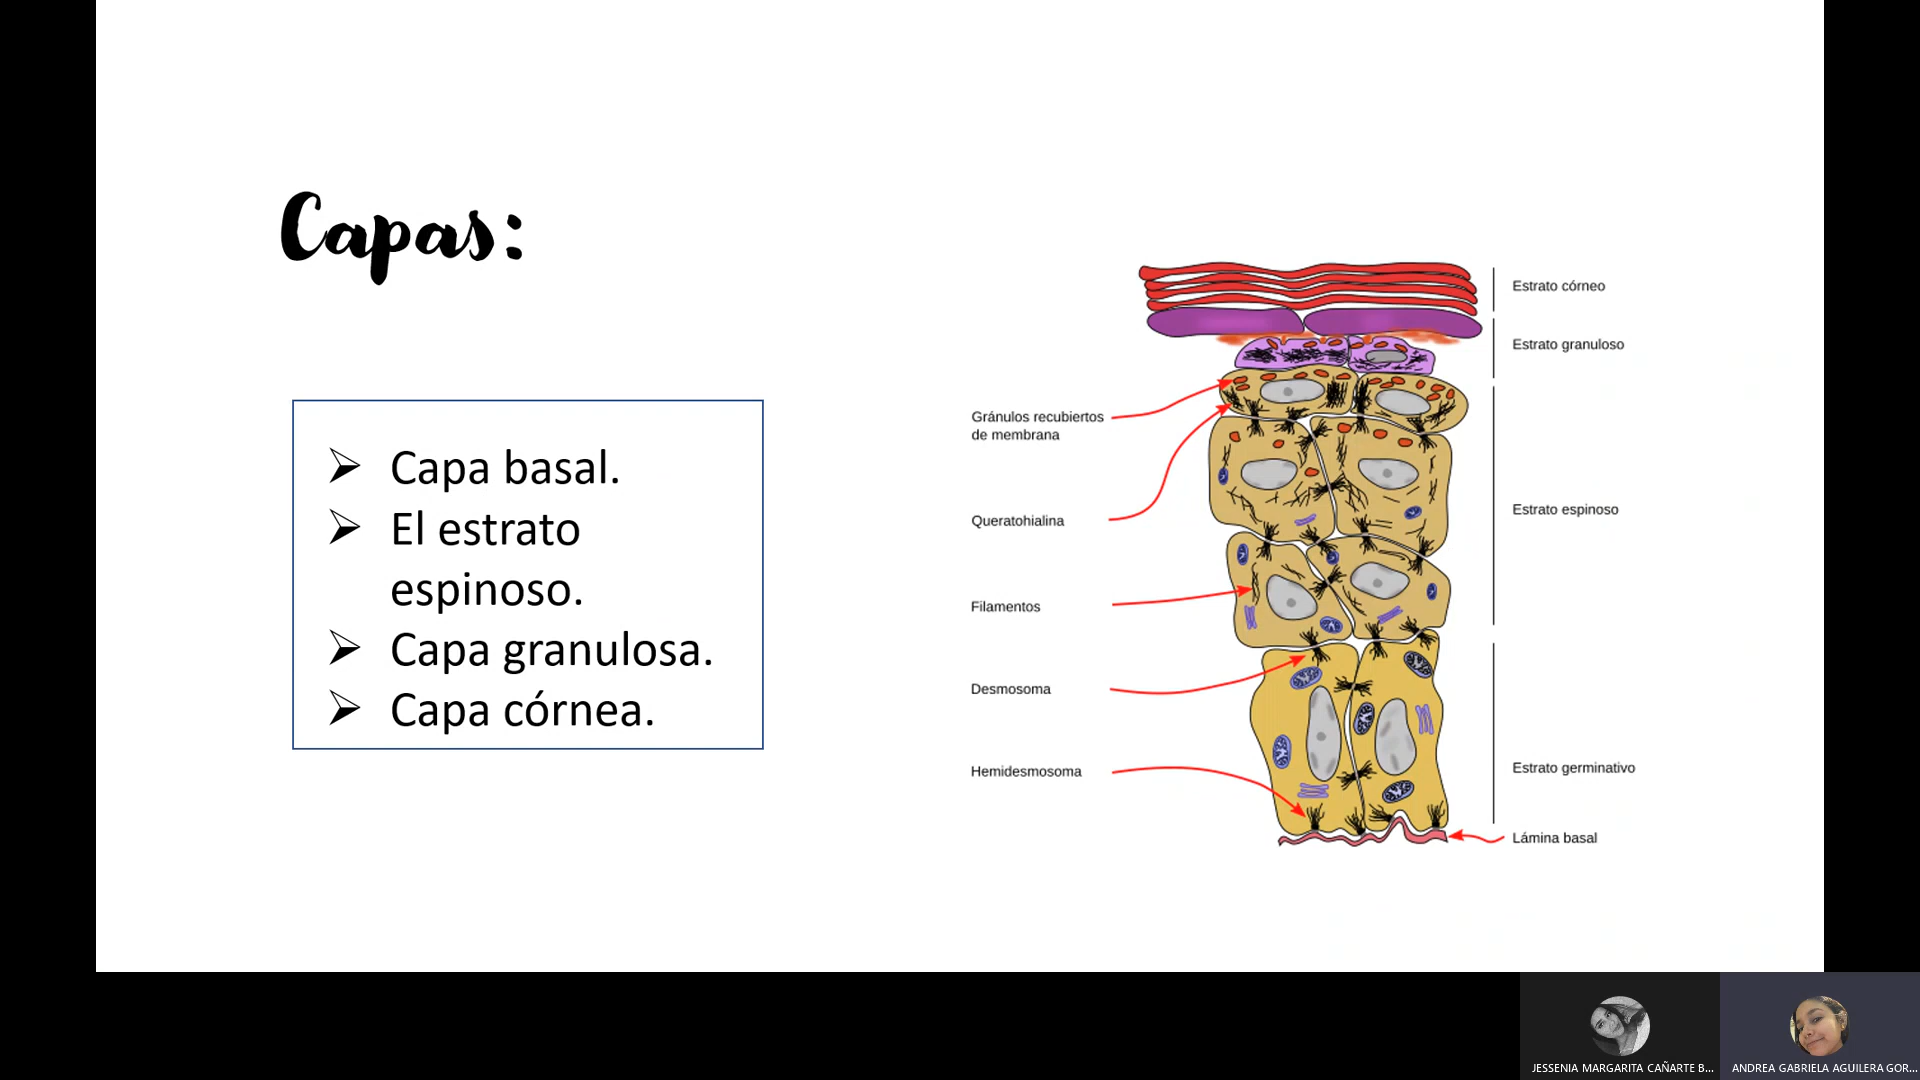 Capas:
➢ Capa basal.
➢ El estrato
espinoso.
➢ Capa granulosa.
➢ Capa córnea.
Gránulos recubiertos
de membrana
Queratohialina
Filamentos
Desmosoma
Hemidesmosoma
Estrato córneo
Estrato granuloso
Estrato espinoso
Estrato germinativo
Lámina basal
JESSENIA MARGARITA CAÑARTE B...
ANDREA GABRIELA AGUILERA GOR...